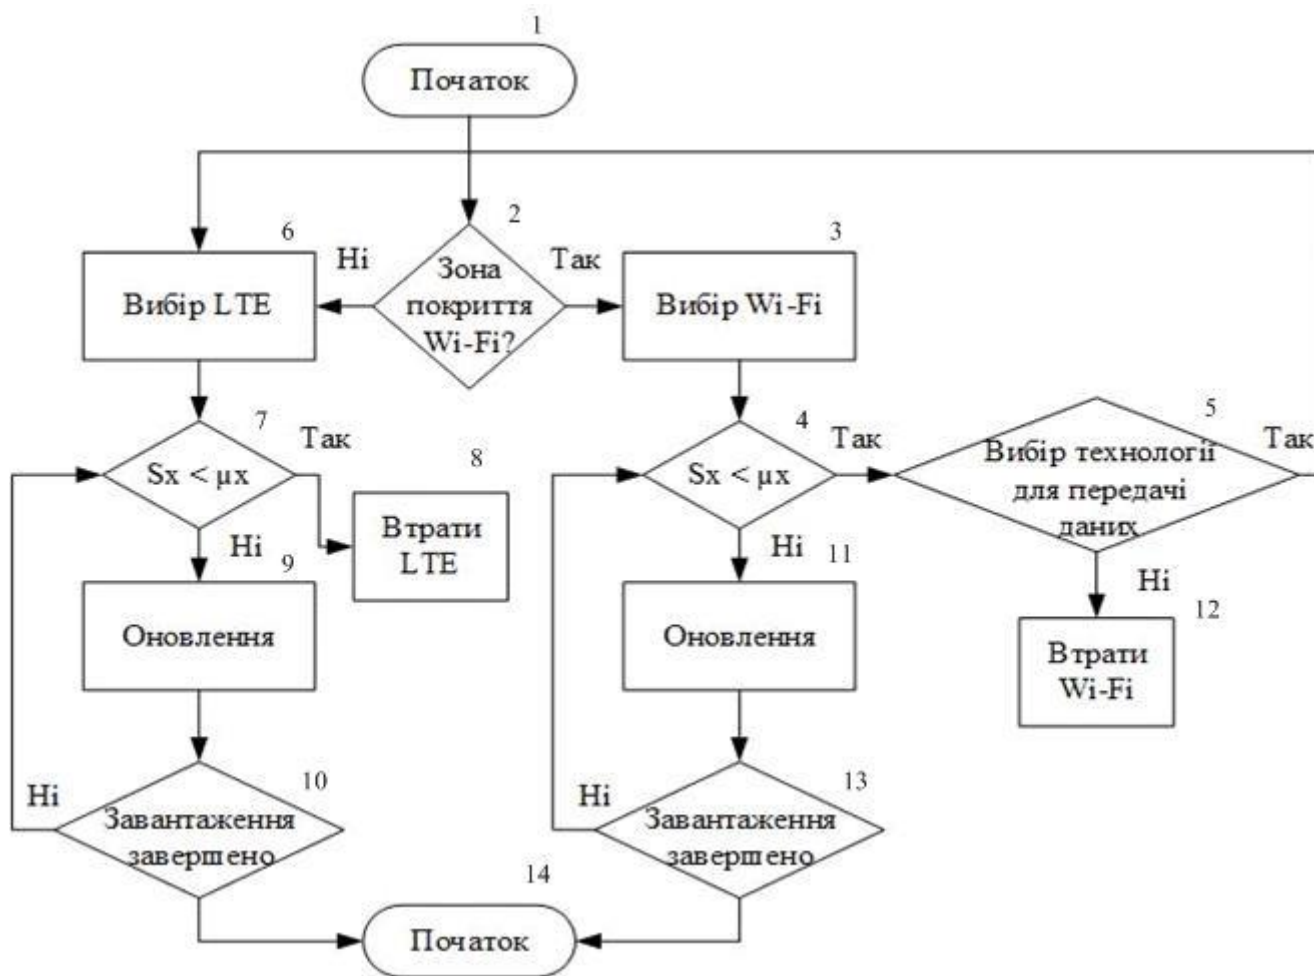 1
Початок
2
6
3
Ні
Так
Зона
покриття
Wi-Fi?
Вибір LTE
Вибір Wi-Fi
7
4
5
Так
Так
Так
Sx < μx
8
Sx < μx
Вибір технології
для передачі
даних
Втрати
LTE
Ні
9
Ні
11
Ні
12
Оновлення
Оновлення
Втрати
Wi-Fi
10
13
Ні
Ні
Завантаження
завершено
Завантаження
завершено
14
Початок